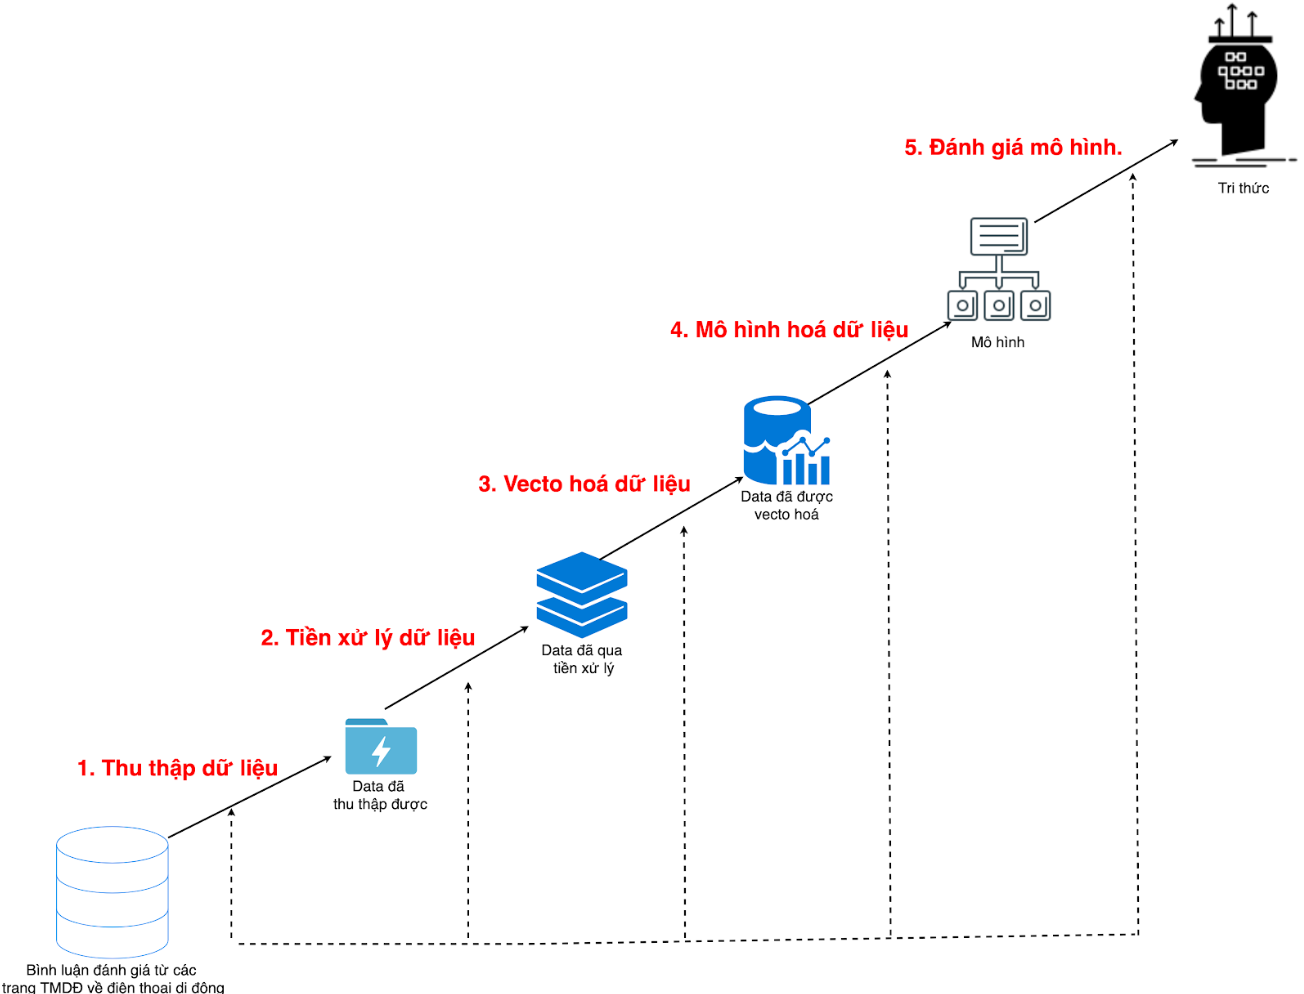 5. Đánh giá mô hình.
Tri thức
4. Mô hình hoá dữ liệu
Mô hình
3. Vecto hoá dữ liệu
Data đã được
vecto hoá
2. Tiền xử lý dữ liệu
Data đã qua
tiền xử lý
1. Thu thập dữ liệu
Data đã
thu thập được
Bình luận đánh giá từ các
trang TMDĐ về điện thoại di động